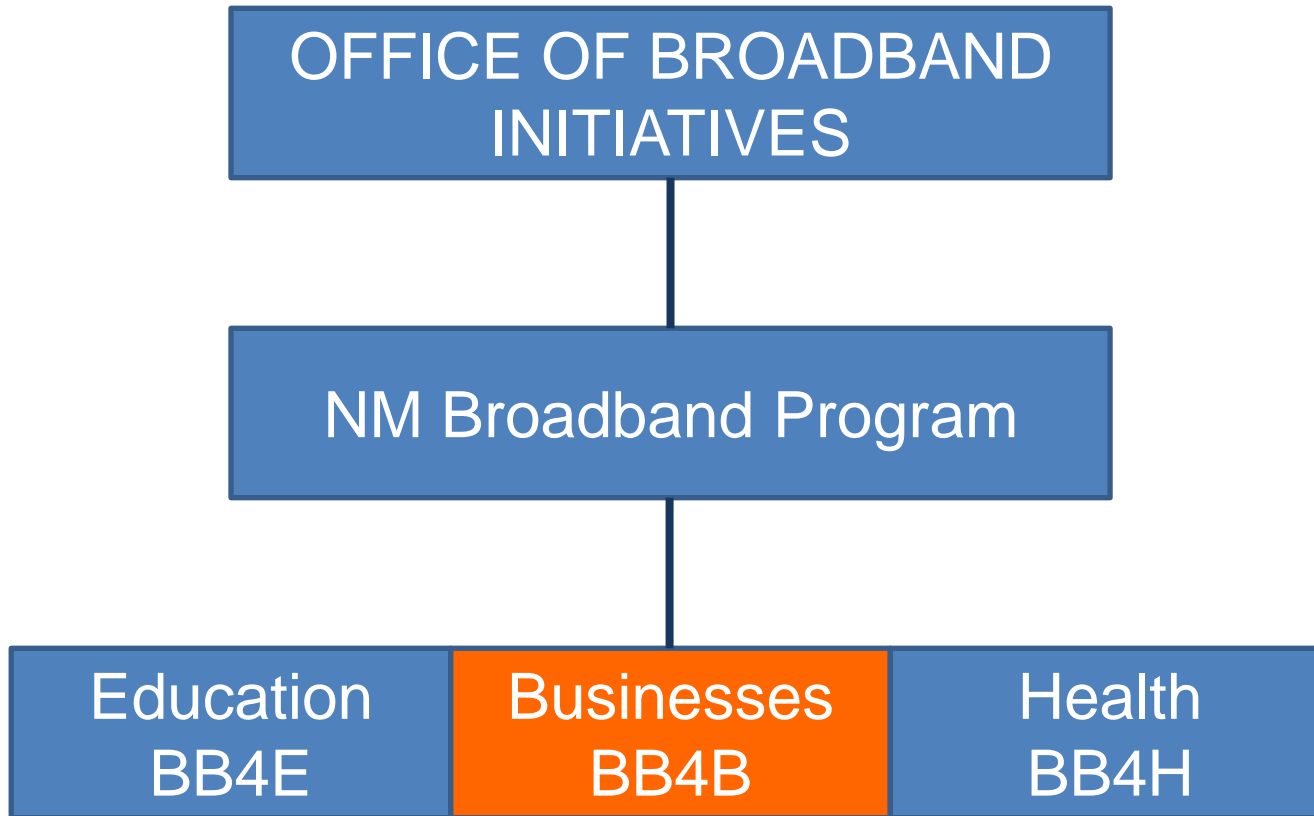 OFFICE OF BROADBAND
INITIATIVES
NM Broadband Program
Education
BB4E
Businesses
BB4B
Health
BB4H